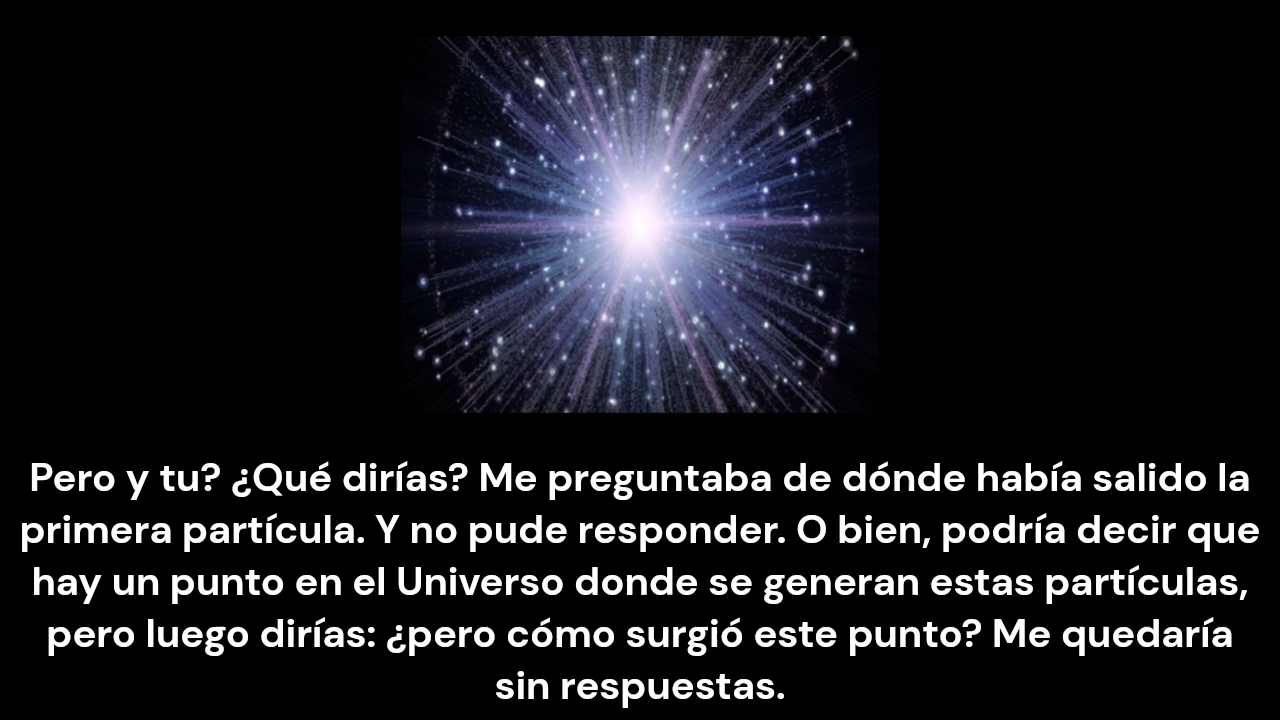 Pero y tu? ¿Qué dirías? Me preguntaba de dónde había salido la
primera partícula. Y no pude responder. O bien, podría decir que
hay un punto en el Universo donde se generan estas partículas,
pero luego dirías: ¿pero cómo surgió este punto? Me quedaría
sin respuestas.